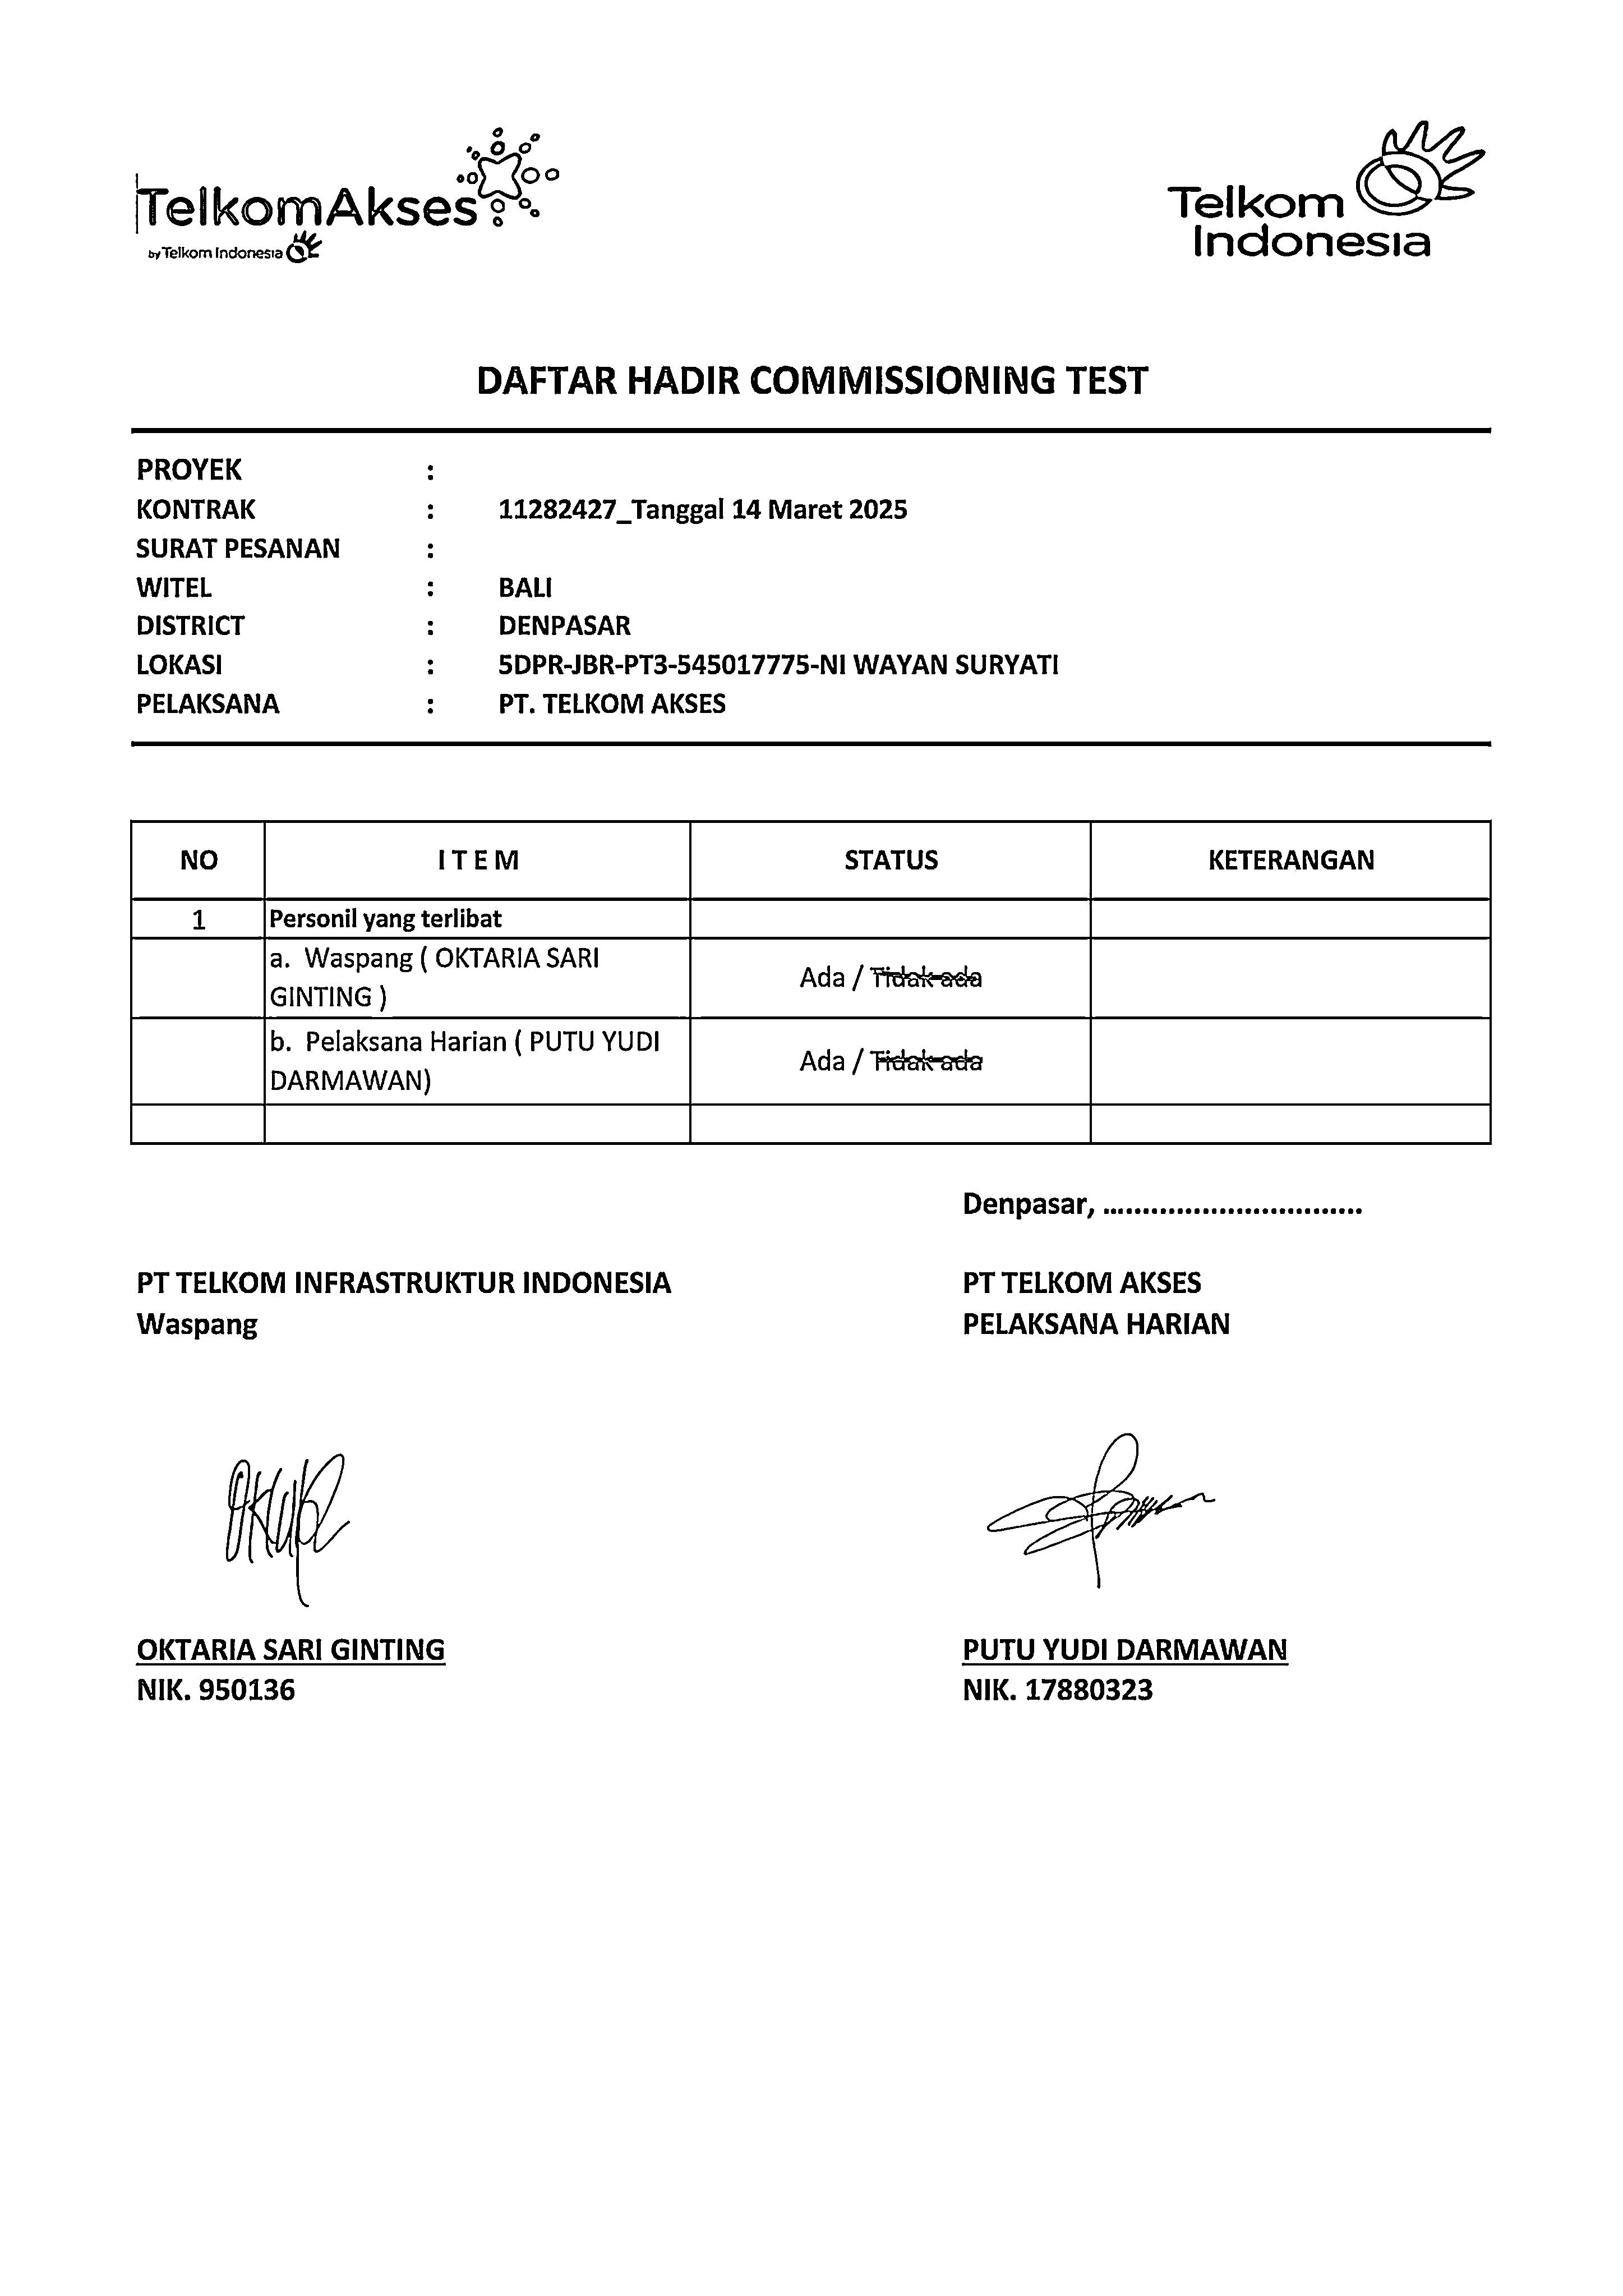 TelkomAkses
by Telkom Indonesia
Telkom
Indonesia
DAFTAR HADIR COMMISSIONING TEST
PROYEK :
KONTRAK : 11282427_Tanggal 14 Maret 2025
SURAT PESANAN :
WITEL : BALI
DISTRICT : DENPASAR
LOKASI : 5DPR-JBR-PT3-545017775-NI WAYAN SURYATI
PELAKSANA : PT. TELKOM AKSES
NO I T E M STATUS KETERANGAN
1 Personil yang terlibat
a. Waspang ( OKTARIA SARI
GINTING )
Ada / Tidak ada
b. Pelaksana Harian ( PUTU YUDI
DARMAWAN)
Ada / Tidak ada
Denpasar, .................................
PT TELKOM INFRASTRUKTUR INDONESIA
Waspang
PT TELKOM AKSES
PELAKSANA HARIAN
OKTARIA SARI GINTING
NIK. 950136
PUTU YUDI DARMAWAN
NIK. 17880323